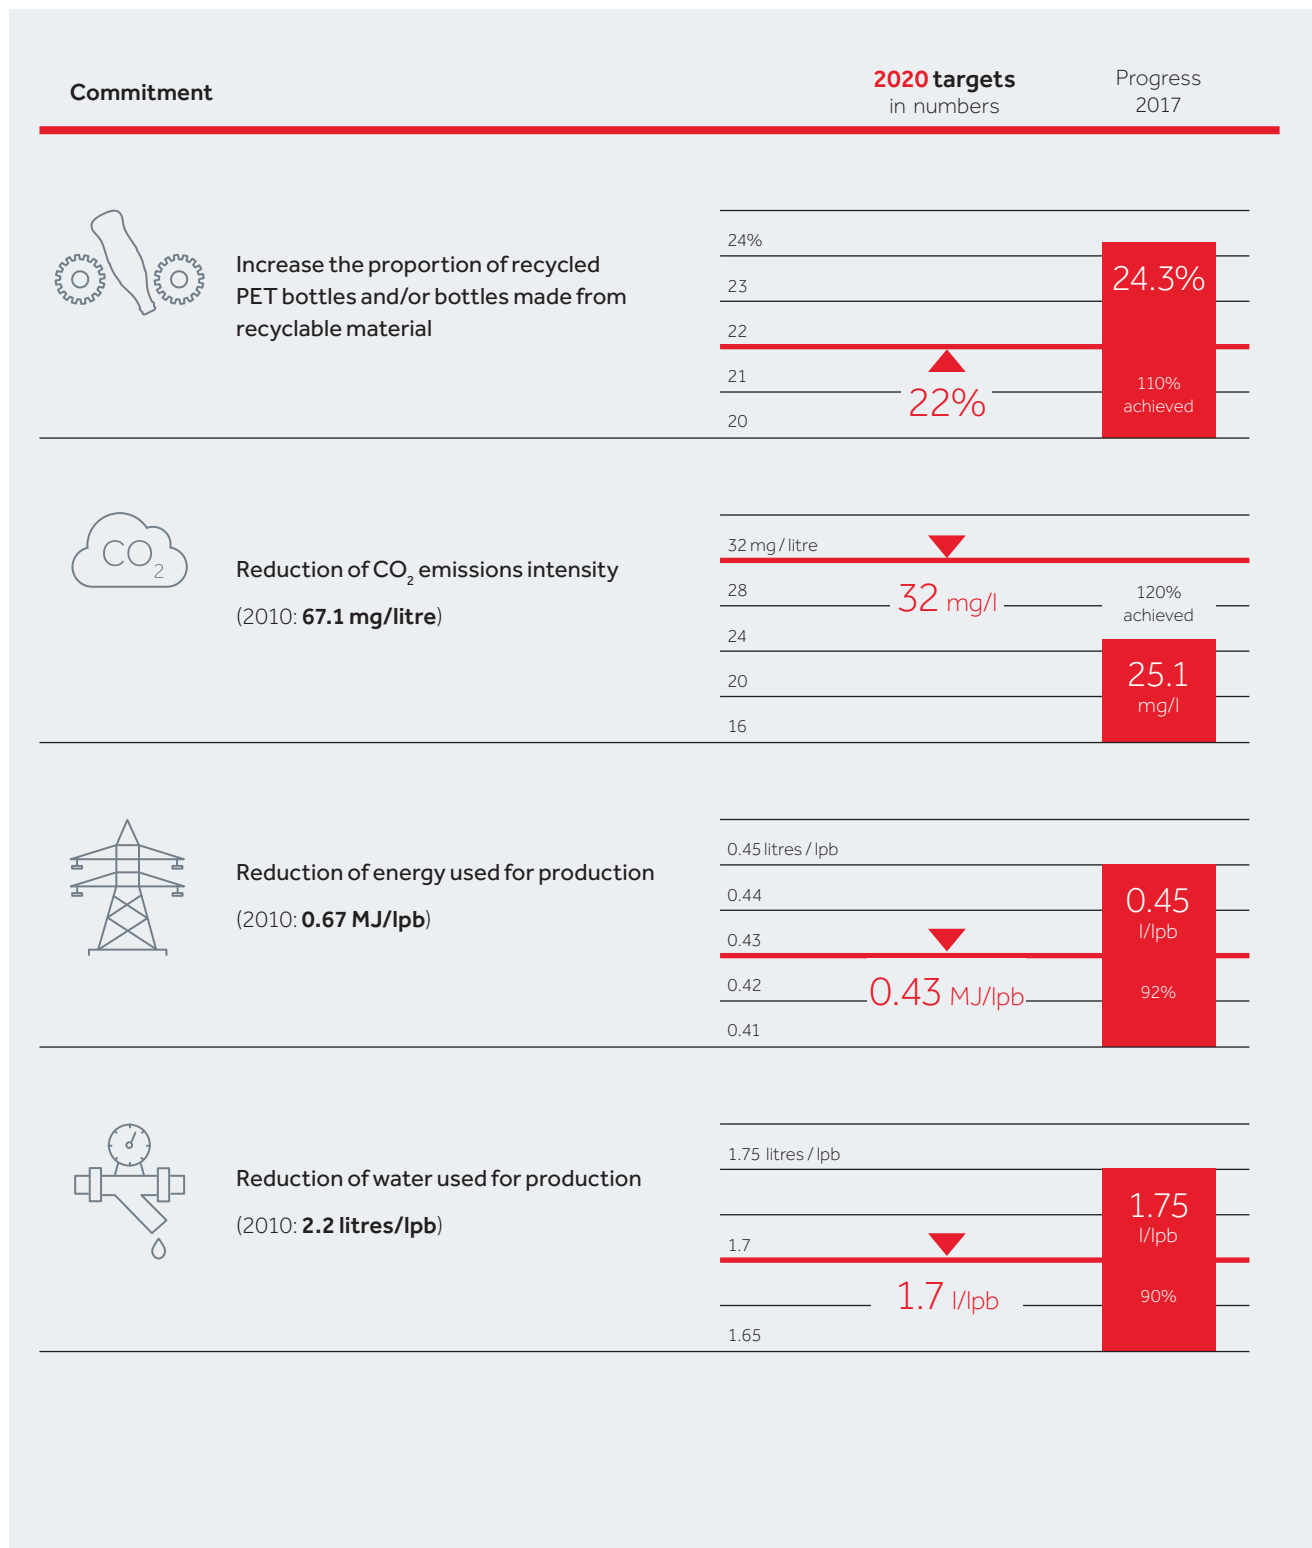 Commitment
2020 targets
in numbers
Progress
2017
Increase the proportion of recycled
PET bottles and/or bottles made from
recyclable material
24%
23
22
21
20
22%
24.3%
110%
achieved
CO2
Reduction of CO2 emissions intensity
(2010: 67.1 mg/litre)
32 mg / litre
28
24
20
16
32 mg/l
120%
achieved
25.1
mg/l
Reduction of energy used for production
(2010: 0.67 MJ/lpb)
0.45 litres / lpb
0.44
0.43
0.42
0.41
0.43 MJ/lpb
0.45
l/lpb
92%
Reduction of water used for production
(2010: 2.2 litres/lpb)
1.75 litres / lpb
1.7
1.65
1.7 l/lpb
1.75
l/lpb
90%